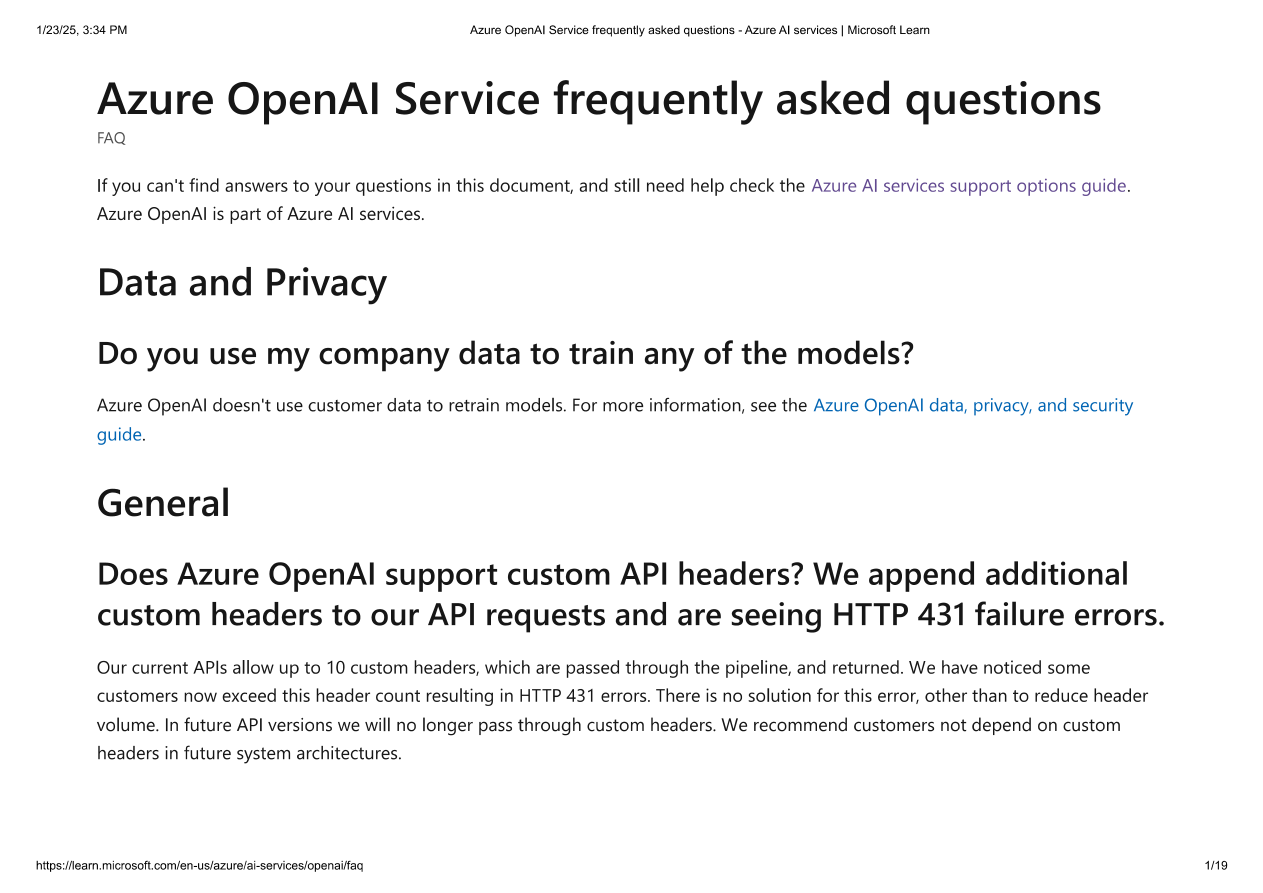 1/23/25, 3:34 PM
Azure OpenAI Service frequently asked questions - Azure AI services | Microsoft Learn
Azure OpenAI Service frequently asked questions
FAQ
If you can't find answers to your questions in this document, and still need help check the Azure AI services support options guide.
Azure OpenAI is part of Azure AI services.
Data and Privacy
Do you use my company data to train any of the models?
Azure OpenAI doesn't use customer data to retrain models. For more information, see the Azure OpenAI data, privacy, and security
guide.
General
Does Azure OpenAI support custom API headers? We append additional
custom headers to our API requests and are seeing HTTP 431 failure errors.
Our current APIs allow up to 10 custom headers, which are passed through the pipeline, and returned. We have noticed some
customers now exceed this header count resulting in HTTP 431 errors. There is no solution for this error, other than to reduce header
volume. In future API versions we will no longer pass through custom headers. We recommend customers not depend on custom
headers in future system architectures.
https://learn.microsoft.com/en-us/azure/ai-services/openai/faq
1/19